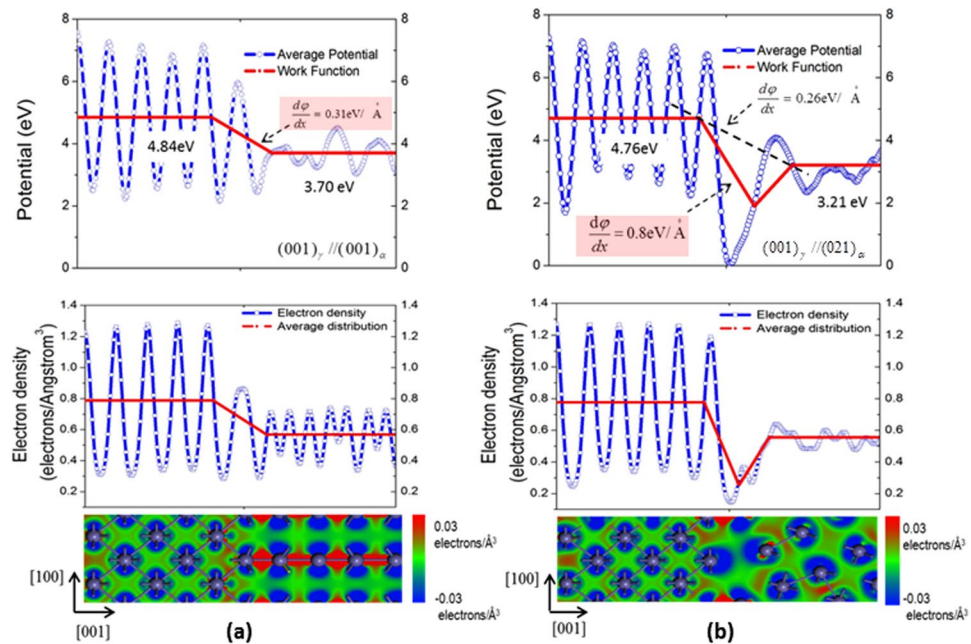 8
6
4
2
0
Potential (eV)
Average Potential
Work Function
dφ/dx = 0.31eV/ Å
4.84eV
3.70 eV
(001)γ //(001)α
8
6
4
2
0
8
6
4
2
0
Potential (eV)
Average Potential
Work Function
dφ/dx = 0.26eV/ Å
4.76eV
3.21 eV
dφ/dx = 0.8eV/ Å
(001)γ //(021)α
8
6
4
2
0
1.4
1.2
1.0
0.8
0.6
0.4
0.2
Electron density
(electrons/Angstrom³)
Electron density
Average distribution
1.4
1.2
1.0
0.8
0.6
0.4
0.2
1.4
1.2
1.0
0.8
0.6
0.4
0.2
Electron density
(electrons/Angstrom³)
Electron density
Average distribution
1.4
1.2
1.0
0.8
0.6
0.4
0.2
0.03
electrons/Å³
-0.03
electrons/Å³
[100]
[001]
(a)
0.03
electrons/Å³
-0.03
electrons/Å³
[100]
[001]
(b)